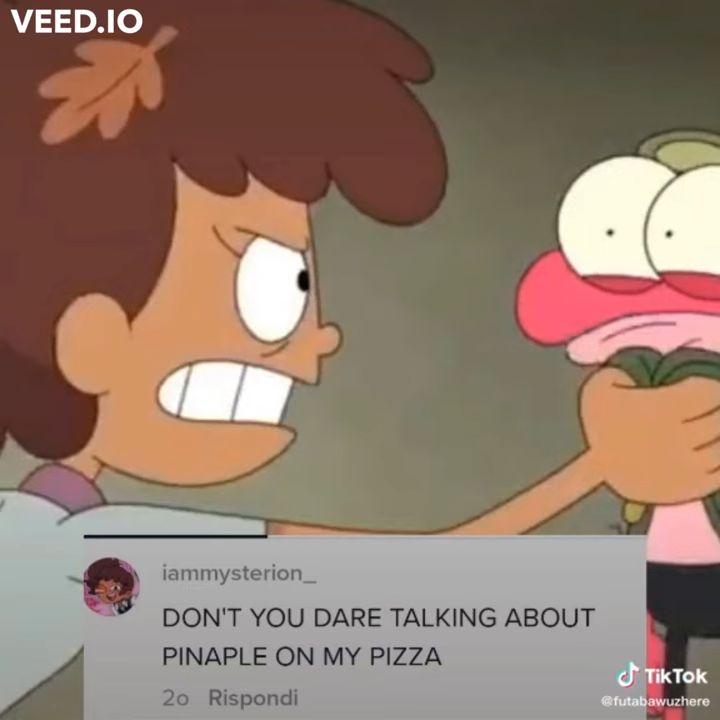 VEED.IO
iammysterion_
DON'T YOU DARE TALKING ABOUT
PINAPLE ON MY PIZZA
2o Rispondi
TikTok
@futabawuzhere